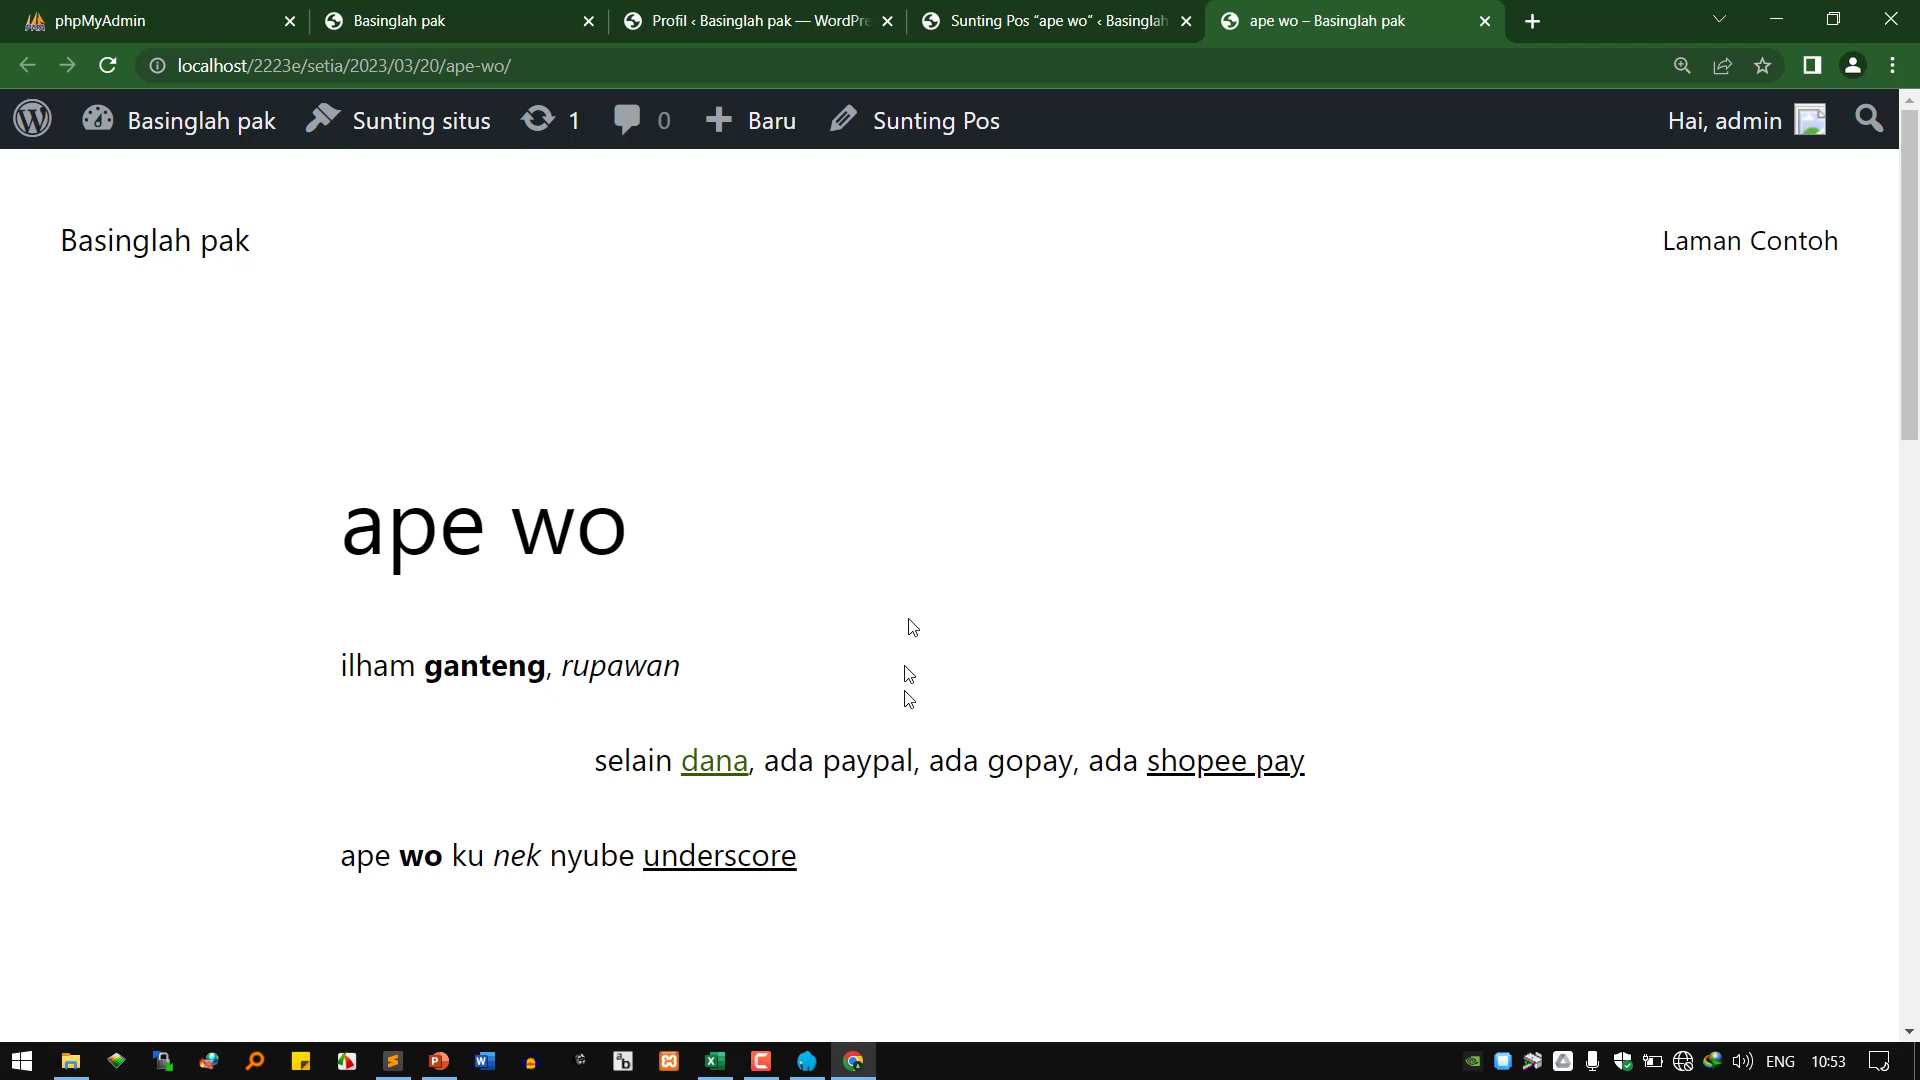 phpMyAdmin
Basinglah pak
Profil ‹ Basinglah pak — WordPre
Sunting Pos "ape wo" ‹ Basinglah
ape wo – Basinglah pak
localhost/2223e/setia/2023/03/20/ape-wo/
Basinglah pak
Sunting situs
1
0
Baru
Sunting Pos
Hai, admin
Basinglah pak
Laman Contoh
ape wo
ilham ganteng, rupawan
selain dana, ada paypal, ada gopay, ada shopee pay
ape wo ku nek nyube underscore
ENG
10:53